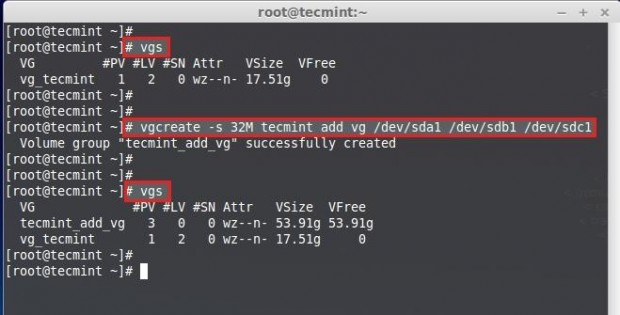 root@tecmint:~
[root@tecmint ~]#
[root@tecmint ~]# vgs
VG #PV #LV #SN Attr VSize VFree
vg_tecmint 1 2 0 wz--n- 17.51g 0
[root@tecmint ~]#
[root@tecmint ~]#
[root@tecmint ~]# vgcreate -s 32M tecmint add vg /dev/sda1 /dev/sdb1 /dev/sdc1
Volume group "tecmint_add_vg" successfully created
[root@tecmint ~]#
[root@tecmint ~]#
[root@tecmint ~]# vgs
VG #PV #LV #SN Attr VSize VFree
tecmint_add_vg 3 0 0 wz--n- 53.91g 53.91g
vg_tecmint 1 2 0 wz--n- 17.51g 0
[root@tecmint ~]#
[root@tecmint ~]#